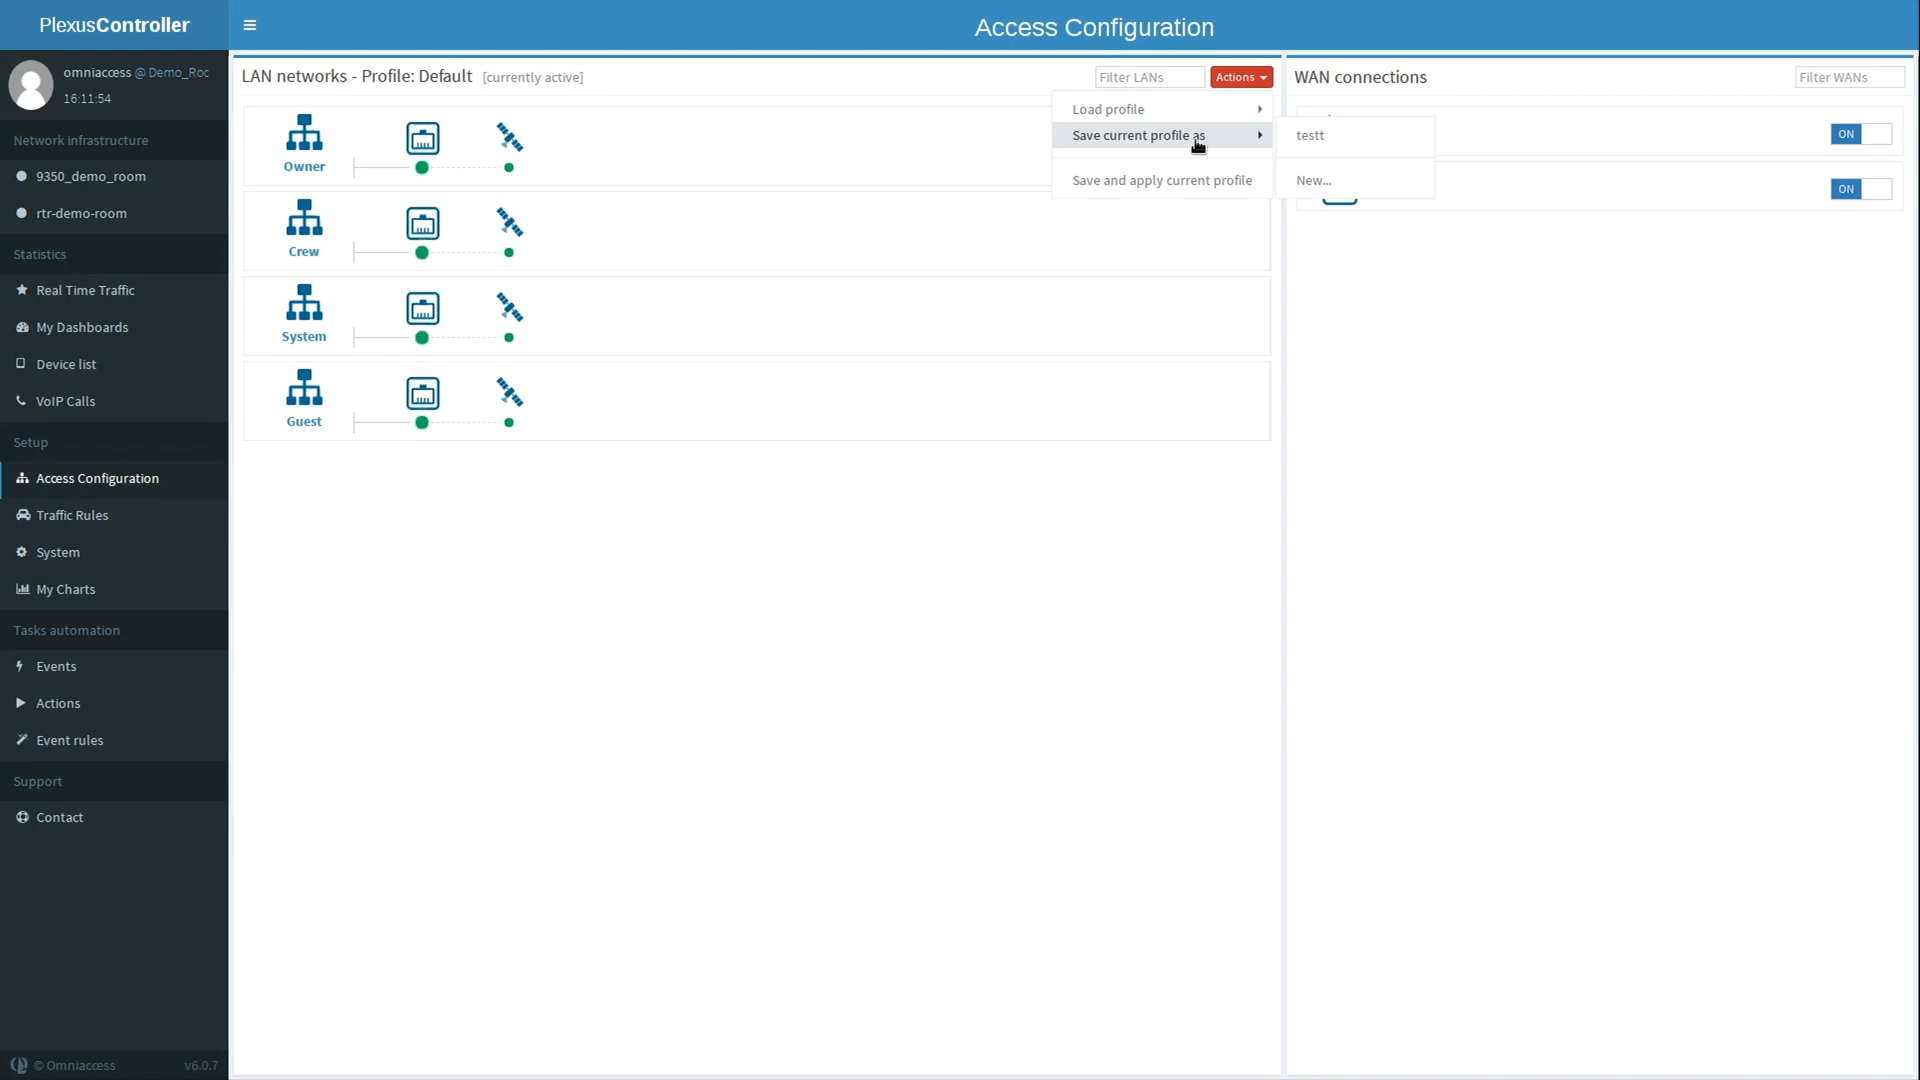 PlexusController
Access Configuration
omniaccess @ Demo_Roc
16:11:54
Network infrastructure
9350_demo_room
rtr-demo-room
Statistics
Real Time Traffic
My Dashboards
Device list
VoIP Calls
Setup
Access Configuration
Traffic Rules
System
My Charts
Tasks automation
Events
Actions
Event rules
Support
Contact
© Omniaccess v6.0.7
LAN networks - Profile: Default [currently active]
Filter LANs
Actions
Load profile
Save current profile as
Save and apply current profile
testt
New...
Owner
Crew
System
Guest
WAN connections
Filter WANs
ON
ON